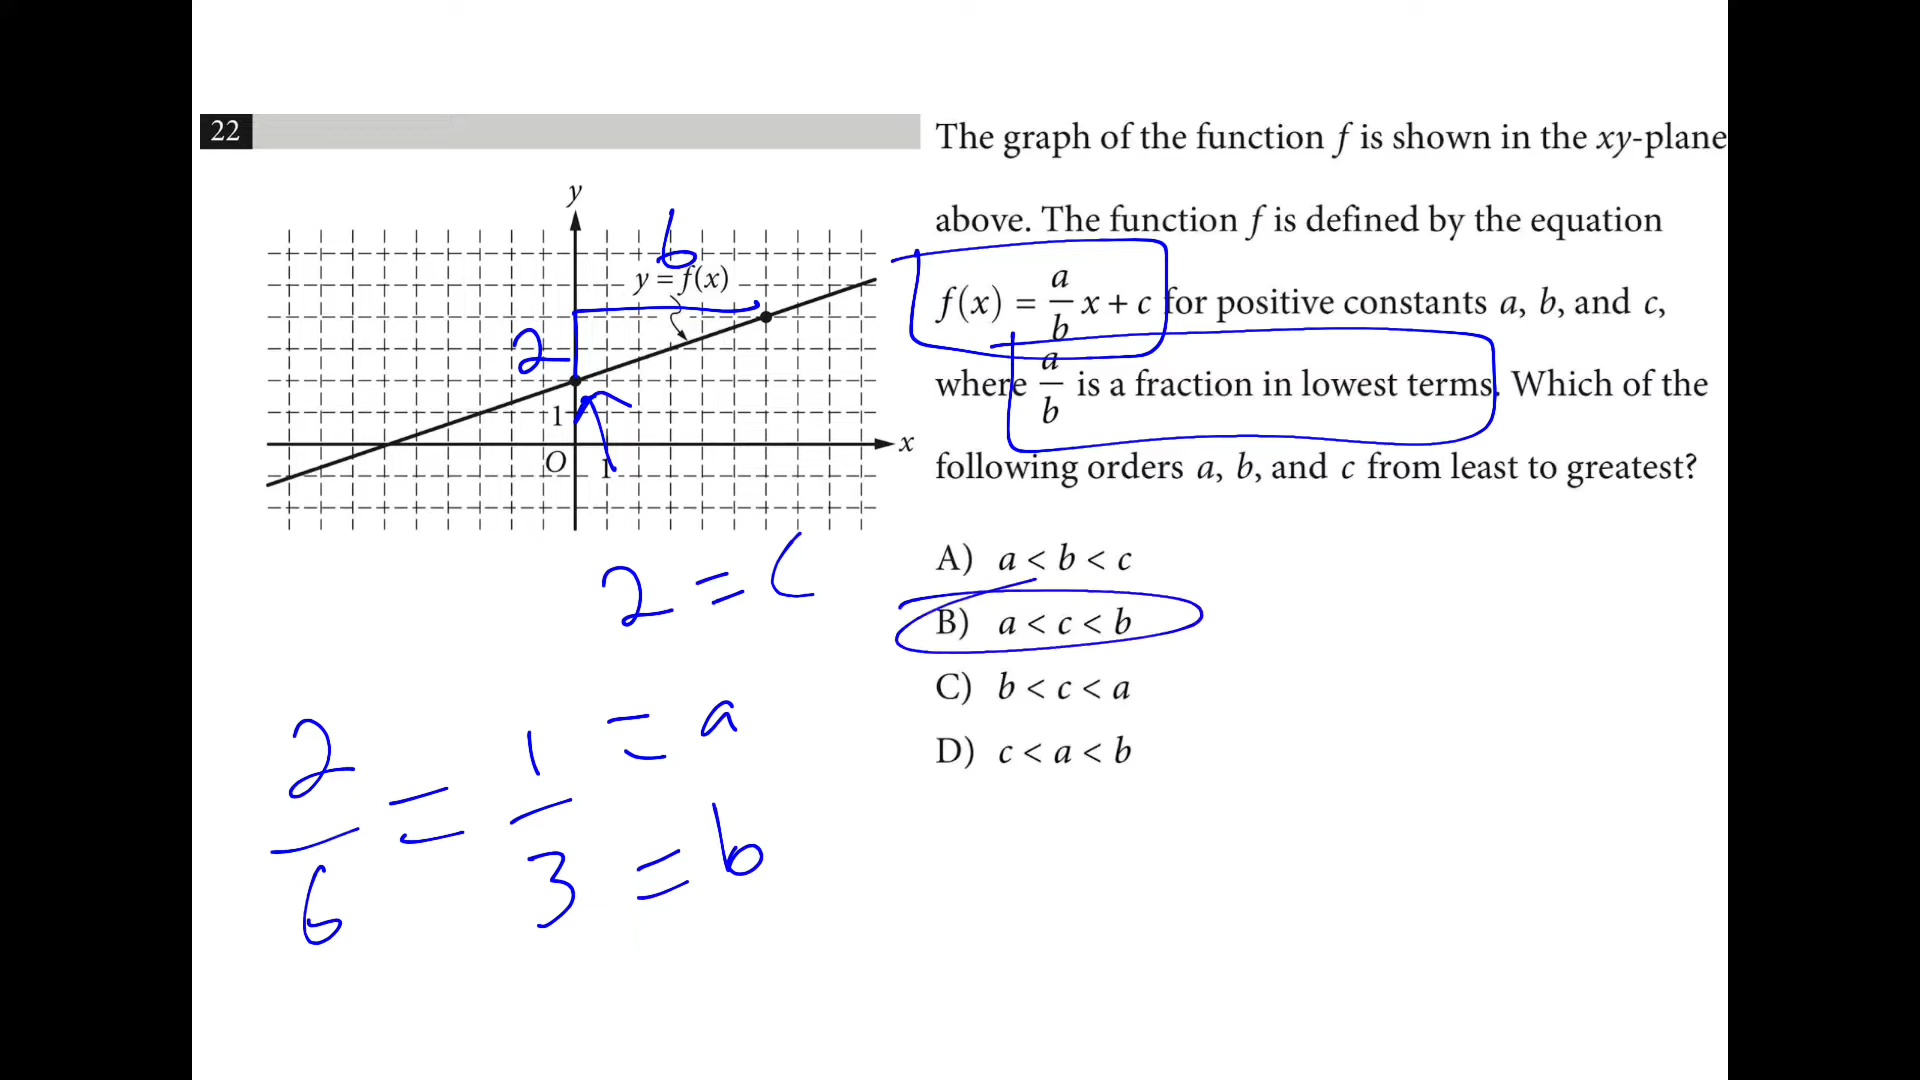 22
The graph of the function f is shown in the xy-plane
above. The function f is defined by the equation
f(x) = a/b x + c for positive constants a, b, and c,
where a/b is a fraction in lowest terms. Which of the
following orders a, b, and c from least to greatest?
A) a < b < c
B) a < c < b
C) b < c < a
D) c < a < b
y
6
y = f(x)
2
1
x
O
1
2 = c
2/6 = 1/3
= a
= b